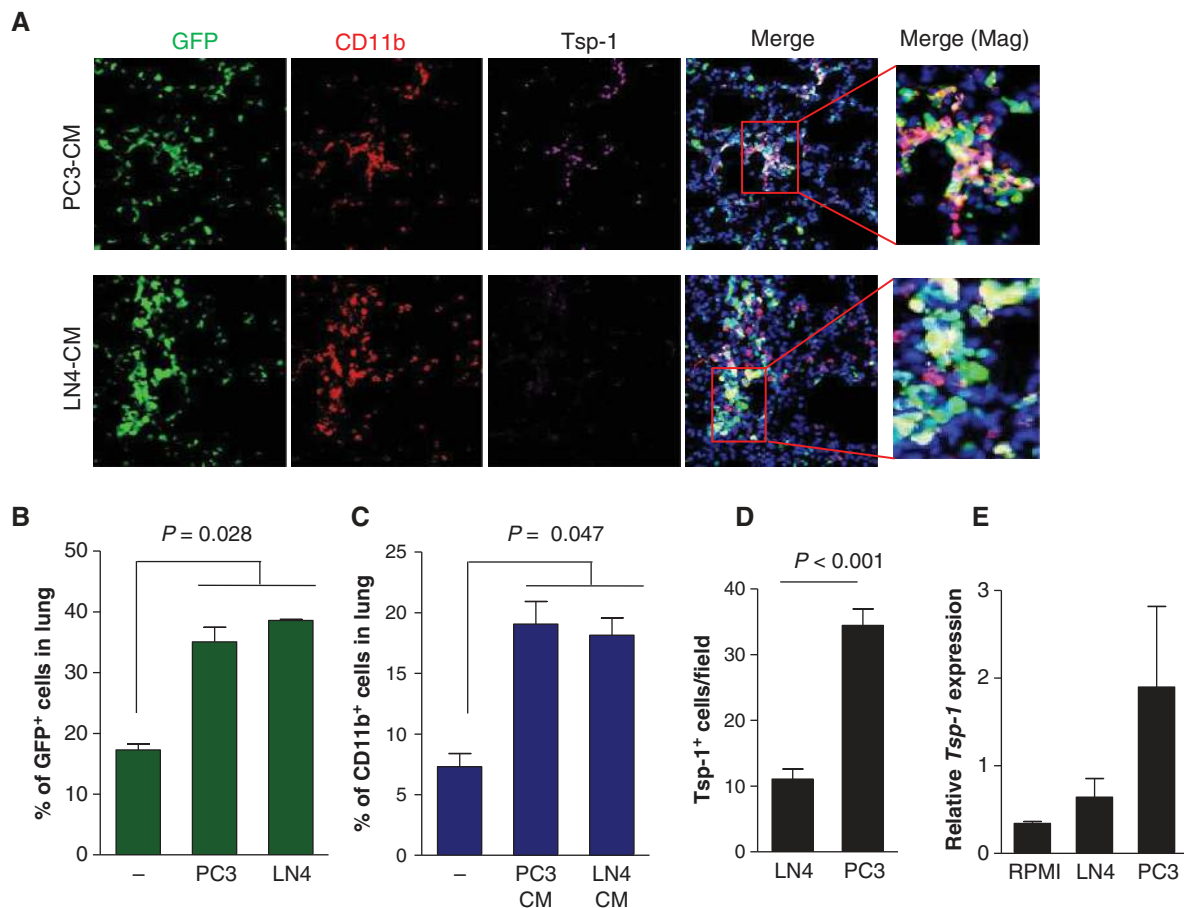 A
GFP
CD11b
Tsp-1
Merge
Merge (Mag)
PC3-CM
LN4-CM
B
P = 0.028
% of GFP+ cells in lung
50
40
30
20
10
0
–
PC3
LN4
C
P = 0.047
% of CD11b+ cells in lung
25
20
15
10
5
0
–
PC3
CM
LN4
CM
D
P < 0.001
Tsp-1+ cells/field
40
30
20
10
0
LN4
PC3
E
Relative Tsp-1 expression
3
2
1
0
RPMI
LN4
PC3